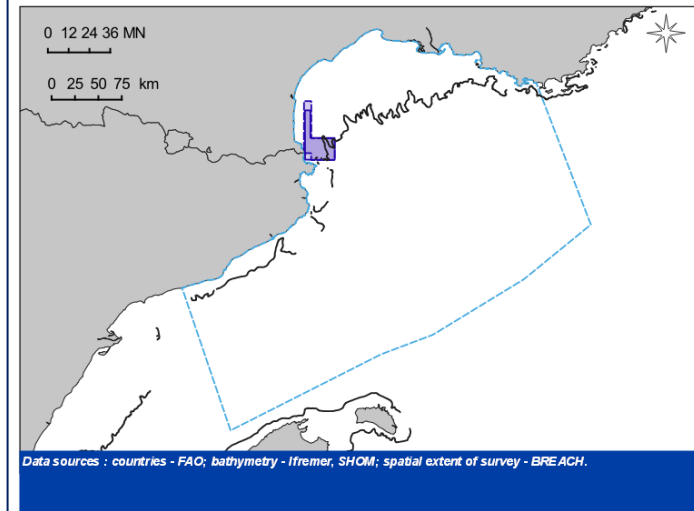 0 12 24 36 MN
0 25 50 75 km
Data sources : countries - FAO; bathymetry - Ifremer, SHOM; spatial extent of survey - BREACH.